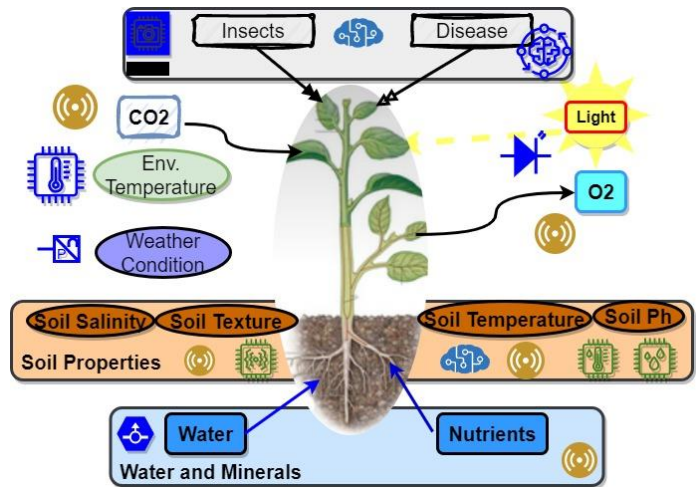 Insects
Disease
CO2
Light
Env.
Temperature
O2
Weather
Condition
P
Soil Salinity
Soil Texture
Soil Temperature
Soil Ph
Soil Properties
Water
Nutrients
Water and Minerals